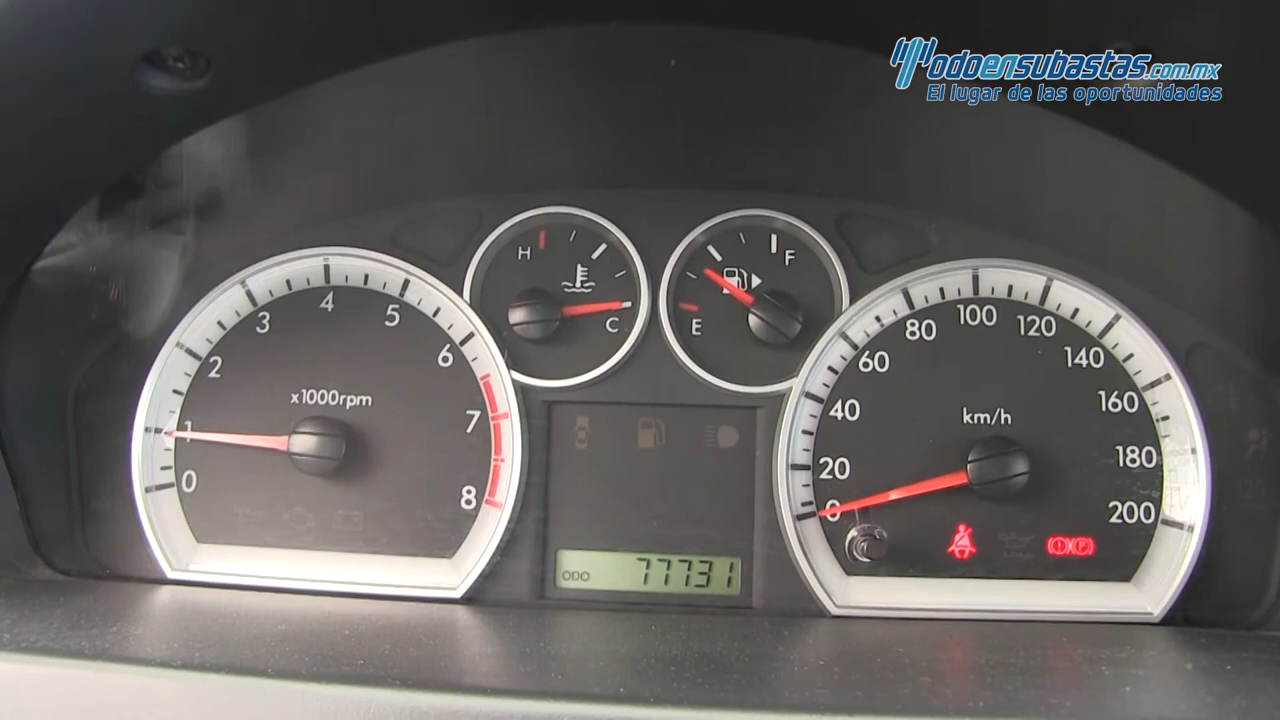 Todoensubastas.com.mx
El lugar de las oportunidades
H
C
F
E
0
1
2
3
4
5
6
7
8
x1000rpm
0
20
40
60
80
100
120
140
160
180
200
km/h
ODO 77731
(!)(P)